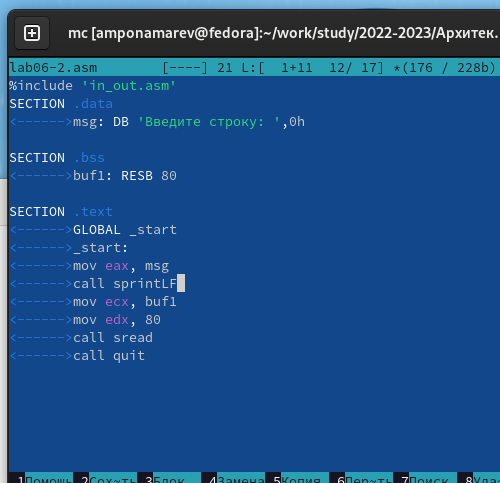 mc [amponamarev@fedora]:~/work/study/2022-2023/Архитек.
lab06-2.asm [----] 21 L:[ 1+11 12/ 17] *(176 / 228b)
%include 'in_out.asm'
SECTION .data
<------>msg: DB 'Введите строку: ',0h
SECTION .bss
<------>buf1: RESB 80
SECTION .text
<------>GLOBAL _start
<------>_start:
<------>mov eax, msg
<------>call sprintLF
<------>mov ecx, buf1
<------>mov edx, 80
<------>call sread
<------>call quit
1Помощь 2Сох~ть 3Блок 4Замена 5Копия 6Пер~ть 7Поиск 8Уда